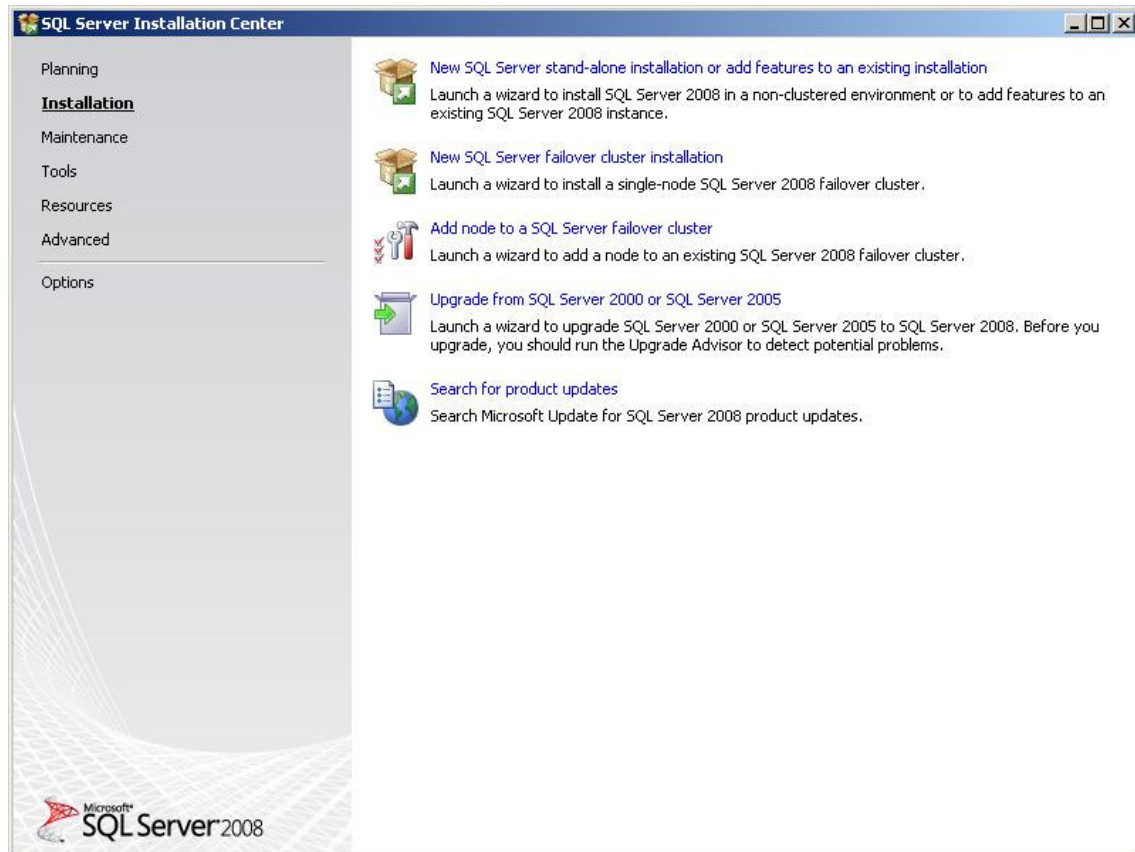 SQL Server Installation Center
Planning
Installation
Maintenance
Tools
Resources
Advanced
Options
New SQL Server stand-alone installation or add features to an existing installation
Launch a wizard to install SQL Server 2008 in a non-clustered environment or to add features to an
existing SQL Server 2008 instance.
New SQL Server failover cluster installation
Launch a wizard to install a single-node SQL Server 2008 failover cluster.
Add node to a SQL Server failover cluster
Launch a wizard to add a node to an existing SQL Server 2008 failover cluster.
Upgrade from SQL Server 2000 or SQL Server 2005
Launch a wizard to upgrade SQL Server 2000 or SQL Server 2005 to SQL Server 2008. Before you
upgrade, you should run the Upgrade Advisor to detect potential problems.
Search for product updates
Search Microsoft Update for SQL Server 2008 product updates.
Microsoft
SQL Server 2008